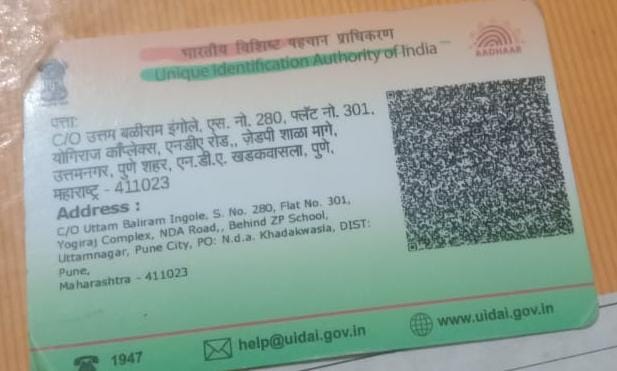 भारतीय विशिष्ट पहचान प्राधिकरण
Unique Identification Authority of India
AADHAAR
पत्ता:
C/O उत्तम बळीराम इंगोले, एस. नो. 280, फ्लॅट नो. 301,
योगिराज कॉंप्लेक्स, एनडीए रोड,, ज़ेडपी शाळा मागे,
उत्तमनगर, पुणे शहर, एन.डी.ए. खडकवासला, पुणे,
महाराष्ट्र - 411023
Address :
C/O Uttam Baliram Ingole, S. No. 280, Flat No. 301,
Yogiraj Complex, NDA Road,, Behind ZP School,
Uttamnagar, Pune City, PO: N.d.a. Khadakwasla, DIST:
Pune,
Maharashtra - 411023
1947
help@uidai.gov.in
www.uidai.gov.in